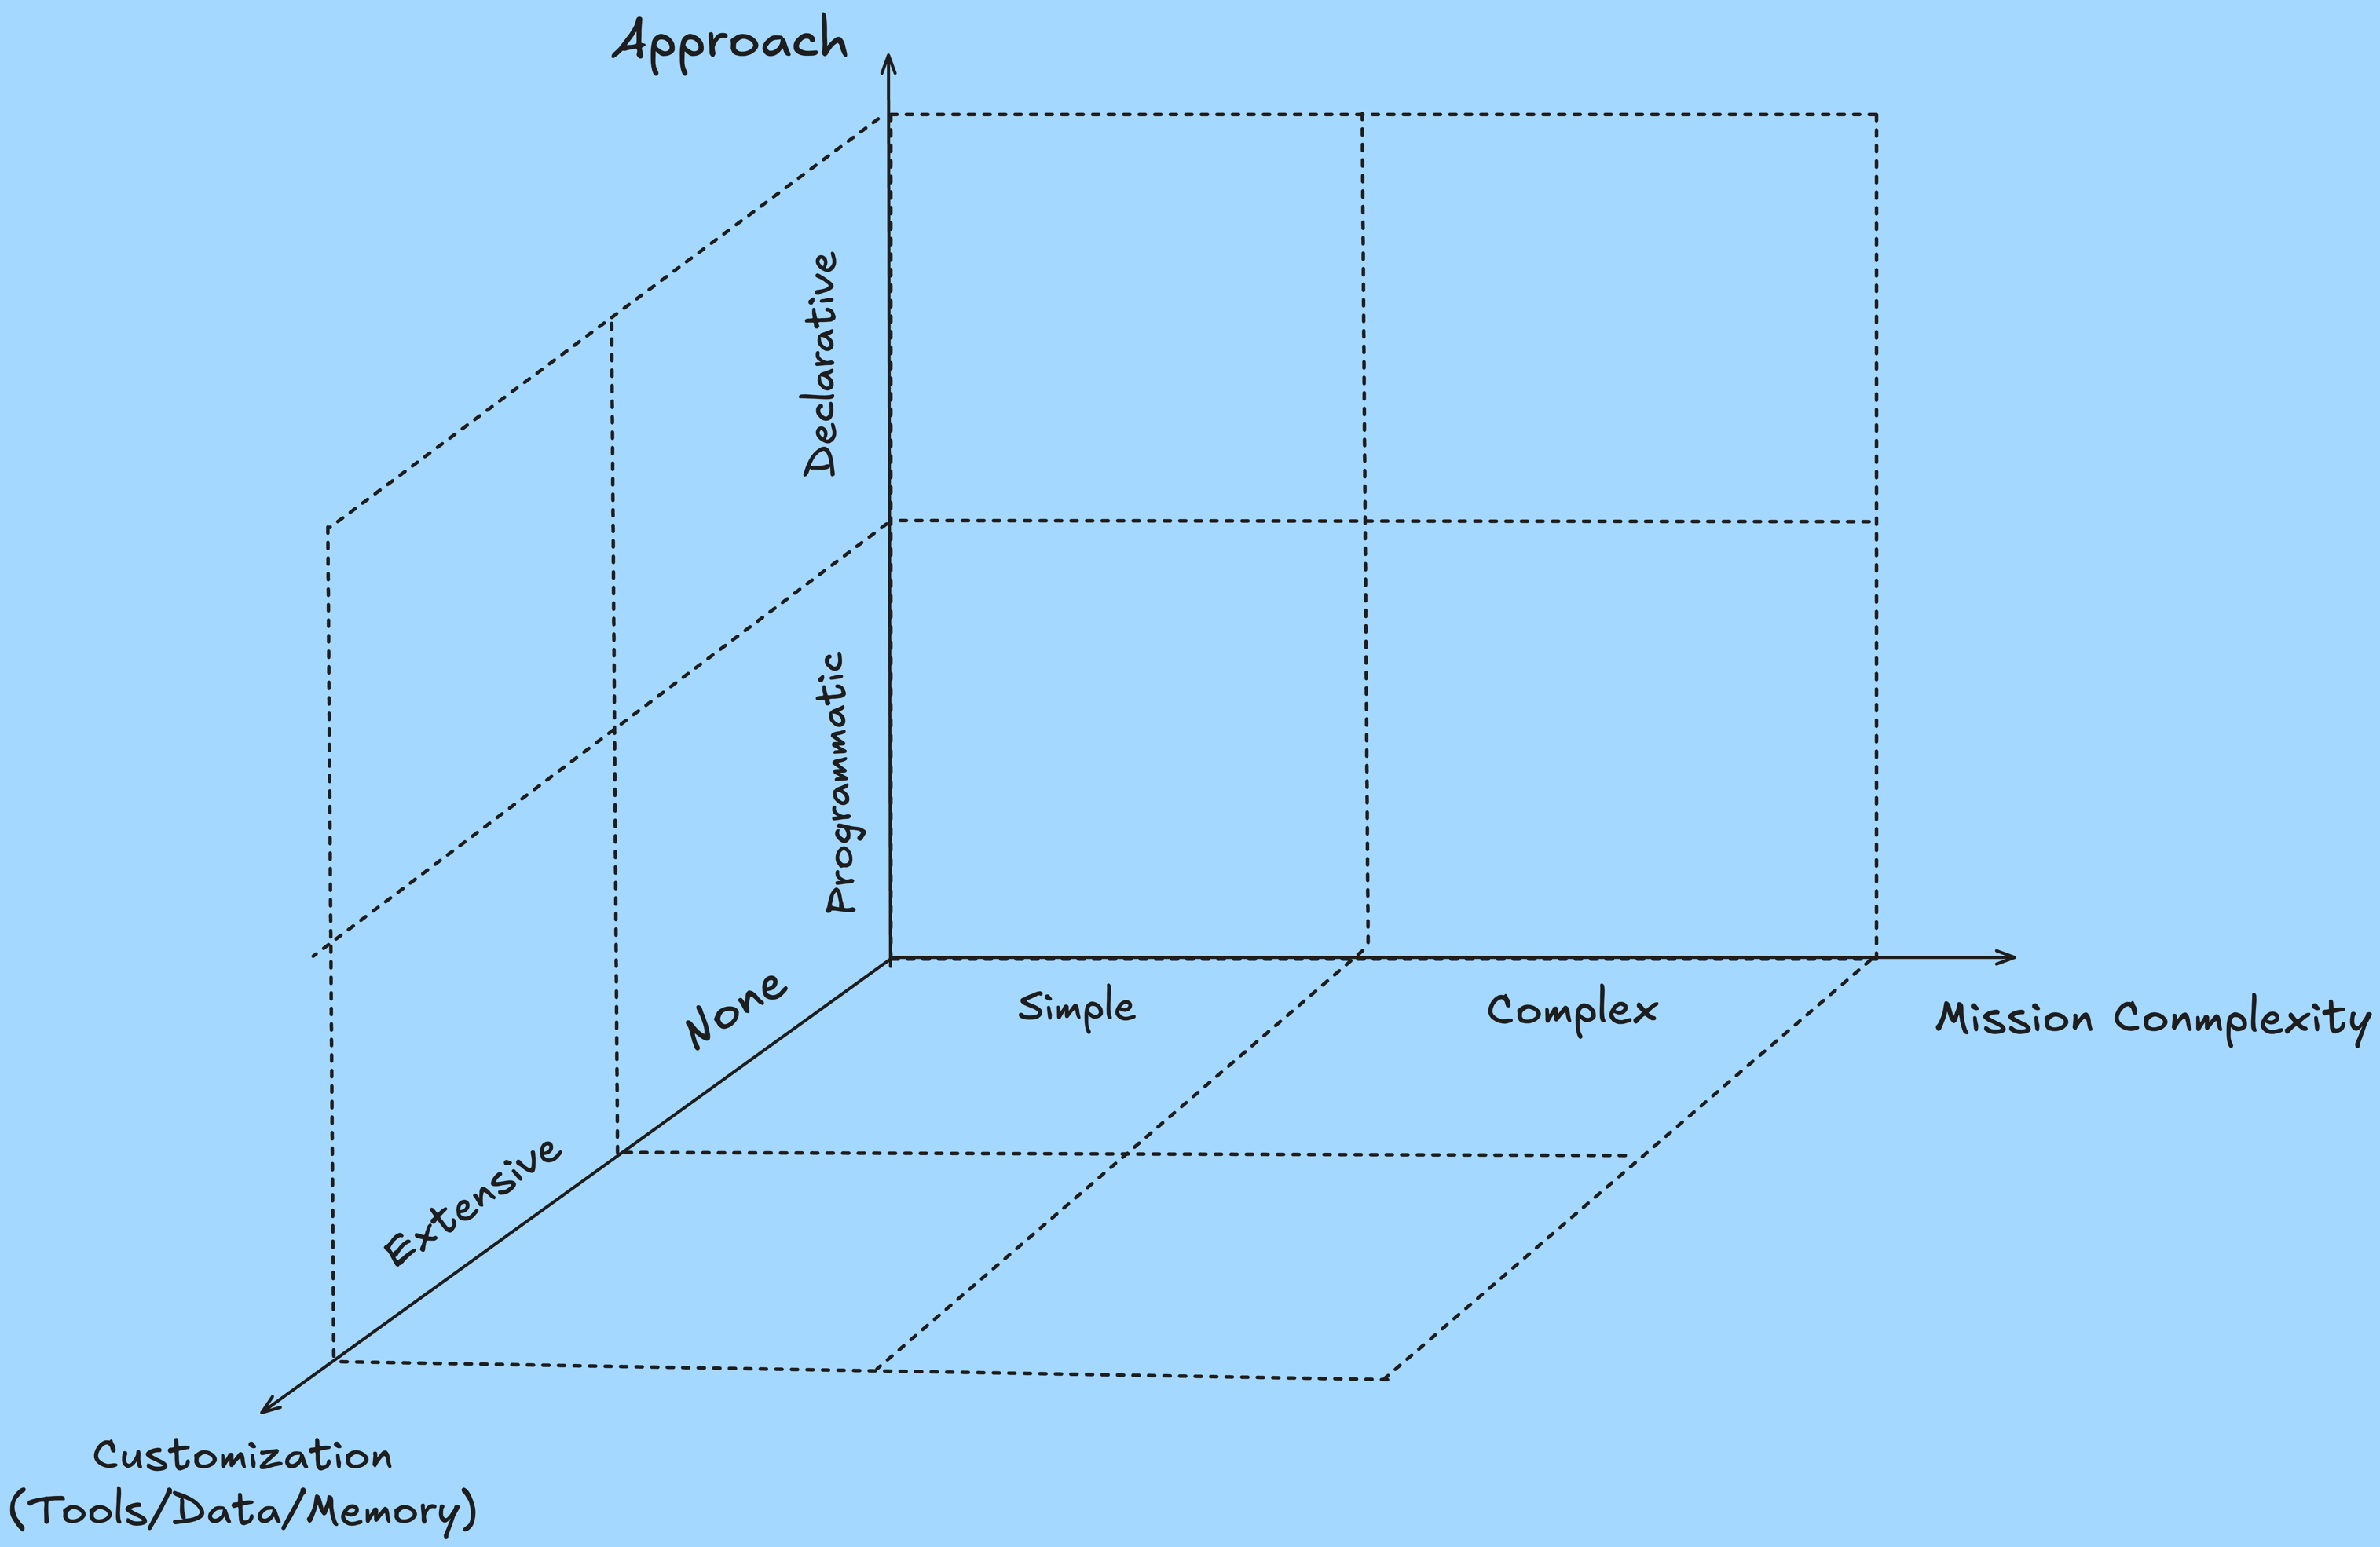 Approach
Declarative
Programmatic
None
Simple
Complex
Mission Conmplexity
Extensive
Customization
(Tools/Data/Memory)